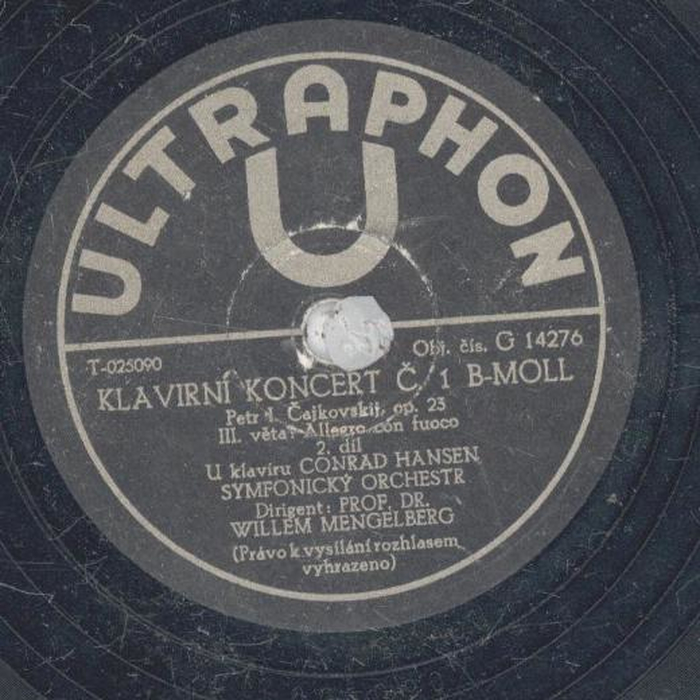 ULTRAPHON
U
T-025090
Obj. čís. G 14276
KLAVIRNÍ KONCERT Č. 1 B-MOLL
Petr I. Čajkovskij, op. 23
III. věta: Allegro con fuoco
2. díl
U klavíru CONRAD HANSEN
SYMFONICKÝ ORCHESTR
Dirigent: PROF. DR.
WILLEM MENGELBERG
(Právo k vysílání rozhlasem
vyhrazeno)